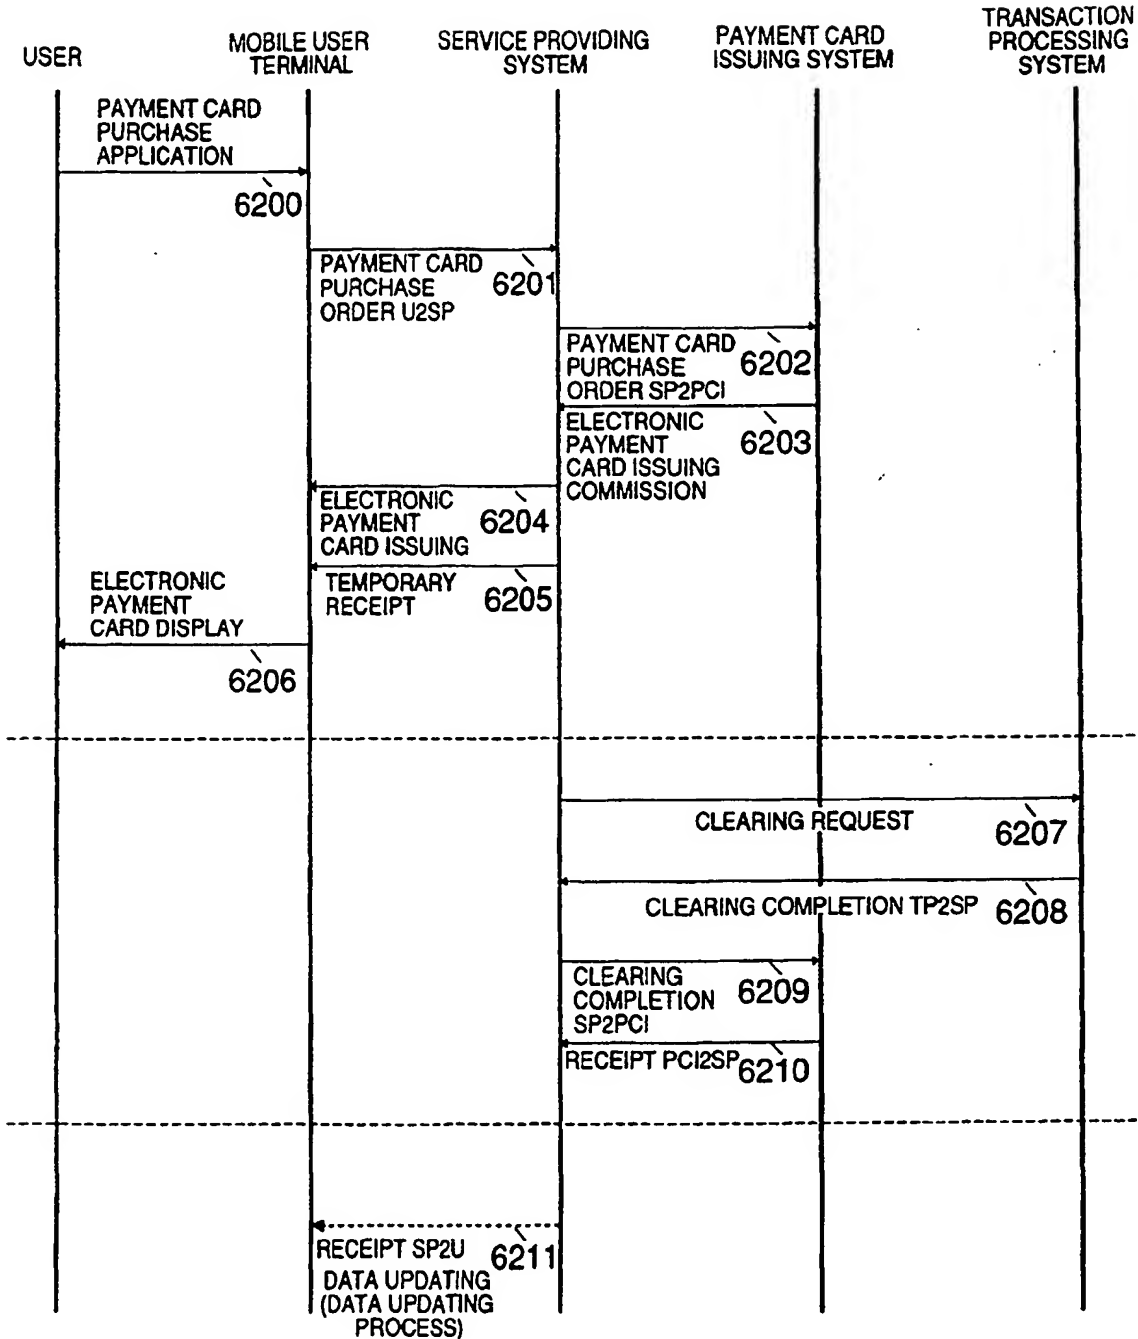 USER
MOBILE USER
TERMINAL
SERVICE PROVIDING
SYSTEM
PAYMENT CARD
ISSUING SYSTEM
TRANSACTION
PROCESSING
SYSTEM
PAYMENT CARD
PURCHASE
APPLICATION
6200
PAYMENT CARD
PURCHASE
ORDER U2SP
6201
PAYMENT CARD
PURCHASE
ORDER SP2PCI
6202
ELECTRONIC
PAYMENT
CARD ISSUING
COMMISSION
6203
ELECTRONIC
PAYMENT
CARD ISSUING
6204
TEMPORARY
RECEIPT
6205
ELECTRONIC
PAYMENT
CARD DISPLAY
6206
CLEARING REQUEST
6207
CLEARING COMPLETION TP2SP
6208
CLEARING
COMPLETION
SP2PCI
6209
RECEIPT PCI2SP
6210
RECEIPT SP2U
6211
DATA UPDATING
(DATA UPDATING
PROCESS)